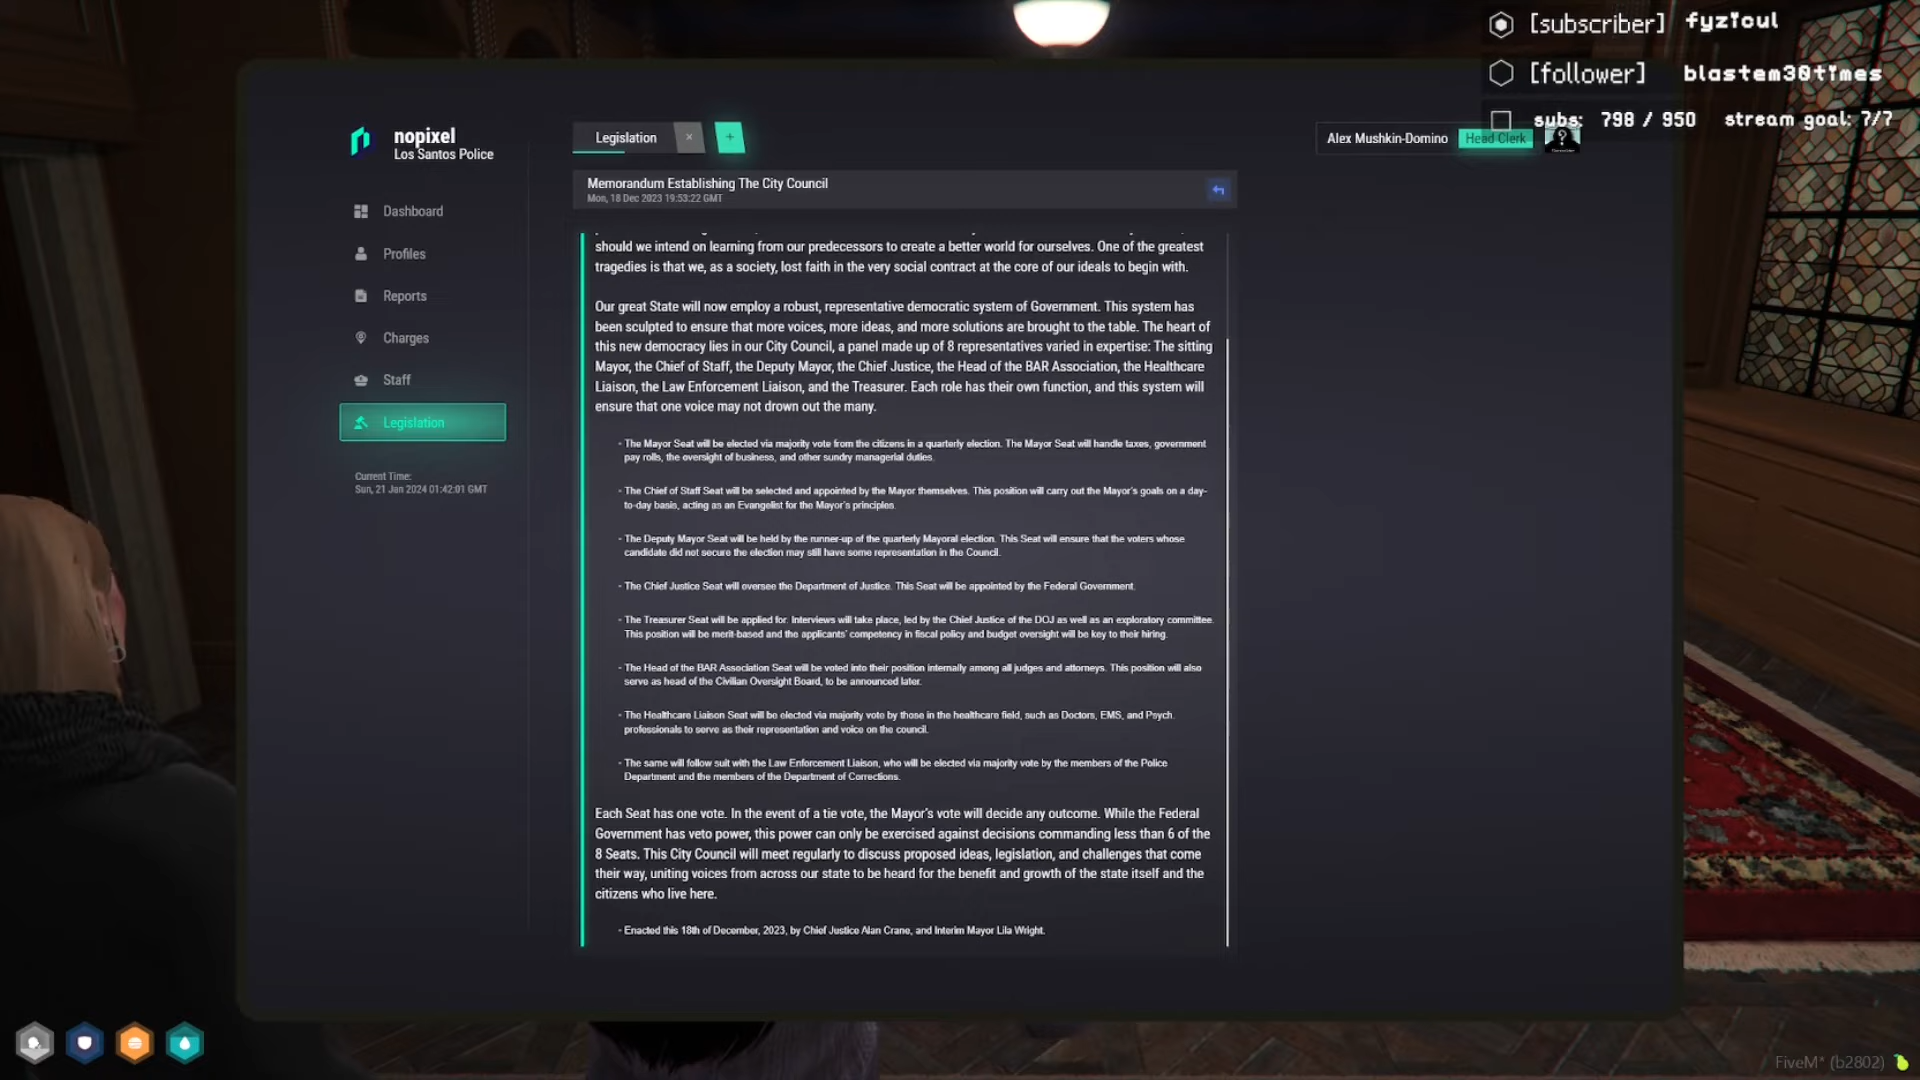 [subscriber] fyz1oul
[follower] blastem30times
subs: 798 / 950 stream goal: 7/7
nopixel
Los Santos Police
Legislation
×
+
Alex Mushkin-Domino
Head Clerk
?
Memorandum Establishing The City Council
Mon, 18 Dec 2023 19:53:22 GMT
Dashboard
Profiles
Reports
Charges
Staff
Legislation
Current Time:
Sun, 21 Jan 2024 01:42:01 GMT
should we intend on learning from our predecessors to create a better world for ourselves. One of the greatest
tragedies is that we, as a society, lost faith in the very social contract at the core of our ideals to begin with.
Our great State will now employ a robust, representative democratic system of Government. This system has
been sculpted to ensure that more voices, more ideas, and more solutions are brought to the table. The heart of
this new democracy lies in our City Council, a panel made up of 8 representatives varied in expertise: The sitting
Mayor, the Chief of Staff, the Deputy Mayor, the Chief Justice, the Head of the BAR Association, the Healthcare
Liaison, the Law Enforcement Liaison, and the Treasurer. Each role has their own function, and this system will
ensure that one voice may not drown out the many.
- The Mayor Seat will be elected via majority vote from the citizens in a quarterly election. The Mayor Seat will handle taxes, government
pay rolls, the oversight of business, and other sundry managerial duties.
- The Chief of Staff Seat will be selected and appointed by the Mayor themselves. This position will carry out the Mayor's goals on a day-
to-day basis, acting as an Evangelist for the Mayor's principles.
- The Deputy Mayor Seat will be held by the runner-up of the quarterly Mayoral election. This Seat will ensure that the voters whose
candidate did not secure the election may still have some representation in the Council.
- The Chief Justice Seat will oversee the Department of Justice. This Seat will be appointed by the Federal Government.
- The Treasurer Seat will be applied for. Interviews will take place, led by the Chief Justice of the DOJ as well as an exploratory committee.
This position will be merit-based and the applicants' competency in fiscal policy and budget oversight will be key to their hiring.
- The Head of the BAR Association Seat will be voted into their position internally among all judges and attorneys. This position will also
serve as head of the Civilian Oversight Board, to be announced later.
- The Healthcare Liaison Seat will be elected via majority vote by those in the healthcare field, such as Doctors, EMS, and Psych.
professionals to serve as their representation and voice on the council.
- The same will follow suit with the Law Enforcement Liaison, who will be elected via majority vote by the members of the Police
Department and the members of the Department of Corrections.
Each Seat has one vote. In the event of a tie vote, the Mayor's vote will decide any outcome. While the Federal
Government has veto power, this power can only be exercised against decisions commanding less than 6 of the
8 Seats. This City Council will meet regularly to discuss proposed ideas, legislation, and challenges that come
their way, uniting voices from across our state to be heard for the benefit and growth of the state itself and the
citizens who live here.
- Enacted this 18th of December, 2023, by Chief Justice Alan Crane, and Interim Mayor Lila Wright.
FiveM* (b2802)